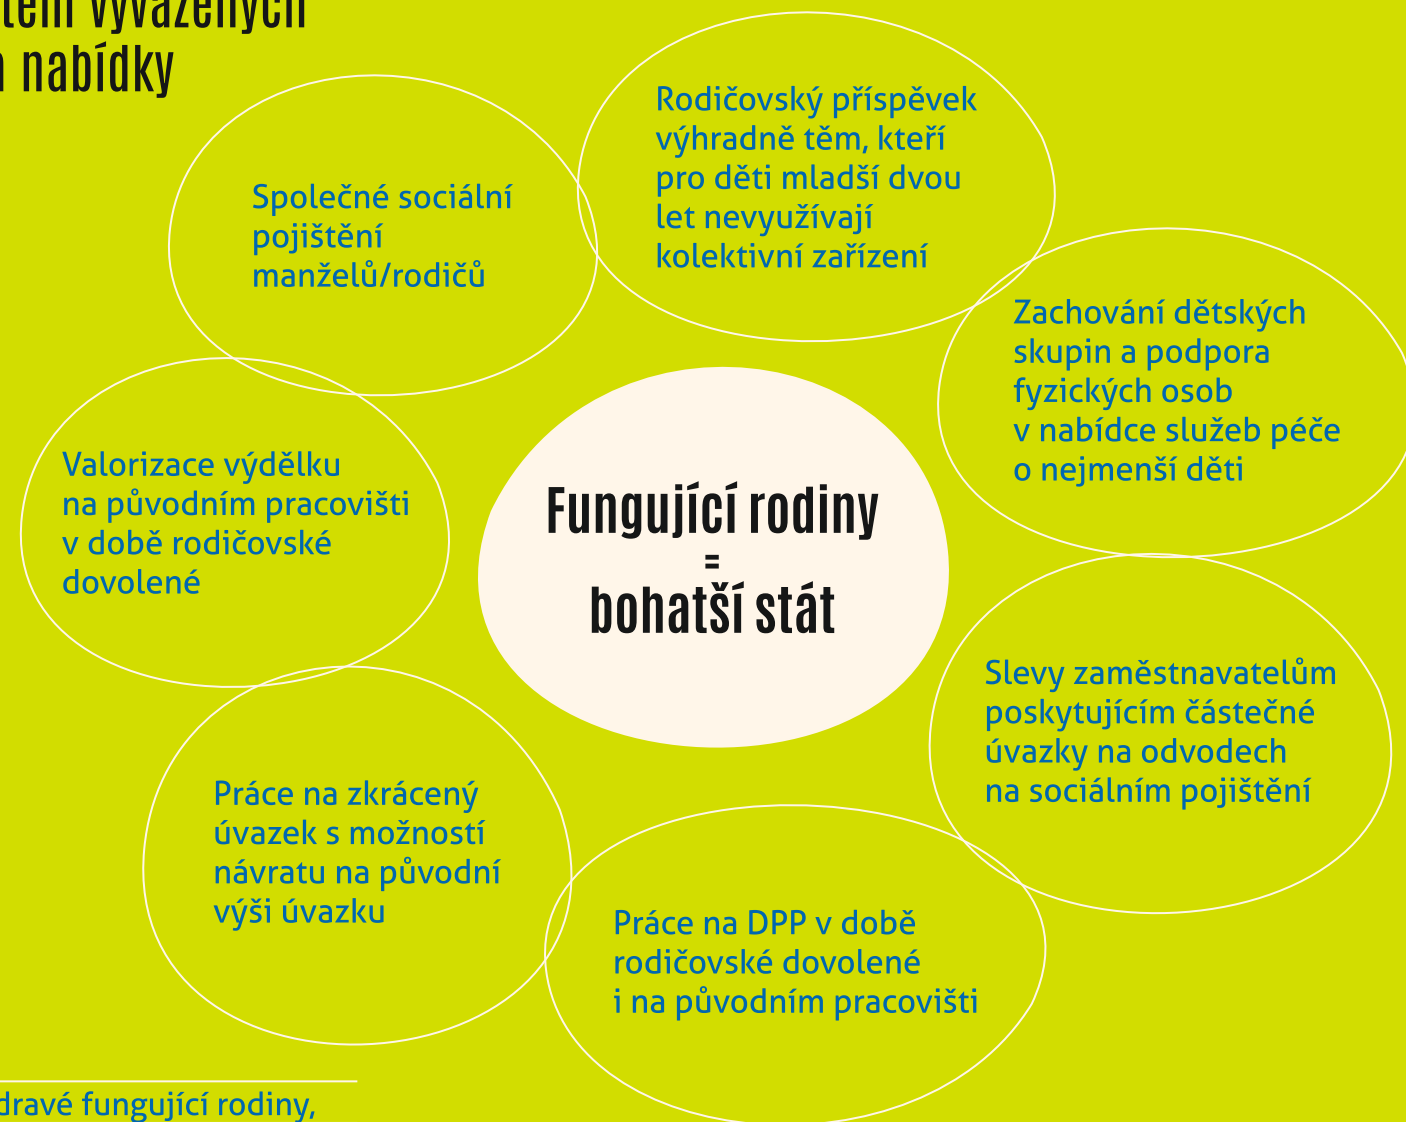 vyvážených
nabídky
Rodičovský příspěvek
výhradně těm, kteří
pro děti mladší dvou
let nevyužívají
kolektivní zařízení
Společné sociální
pojištění
manželů/rodičů
Zachování dětských
skupin a podpora
fyzických osob
v nabídce služeb péče
o nejmenší děti
Valorizace výdělku
na původním pracovišti
v době rodičovské
dovolené
Fungující rodiny
=
bohatší stát
Slevy zaměstnavatelům
poskytujícím částečné
úvazky na odvodech
na sociálním pojištění
Práce na zkrácený
úvazek s možností
návratu na původní
výši úvazku
Práce na DPP v době
rodičovské dovolené
i na původním pracovišti
fungující rodiny,